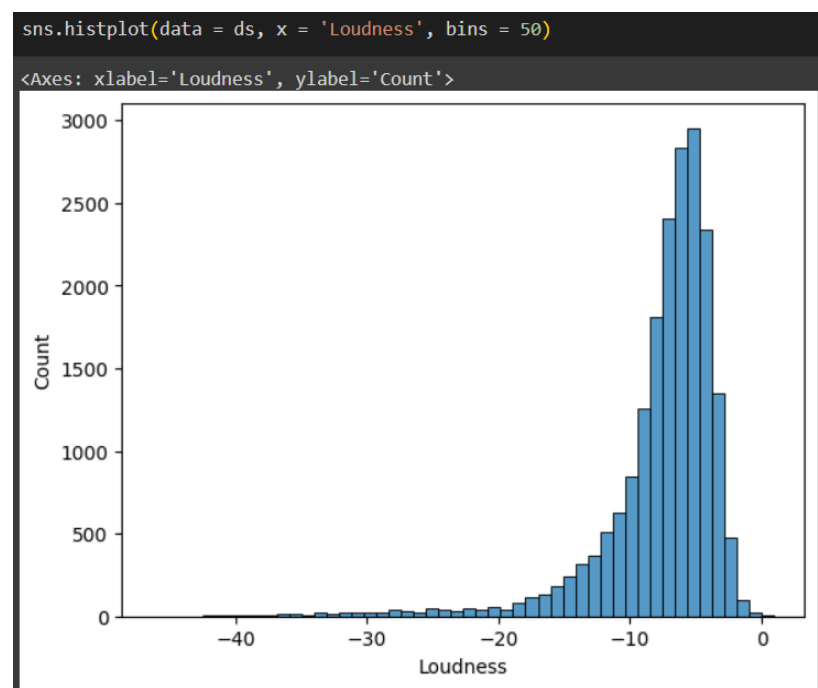 sns.histplot(data = ds, x = 'Loudness', bins = 50)
<Axes: xlabel='Loudness', ylabel='Count'>
3000
2500
2000
1500
1000
500
0
Count
−40 −30 −20 −10 0
Loudness